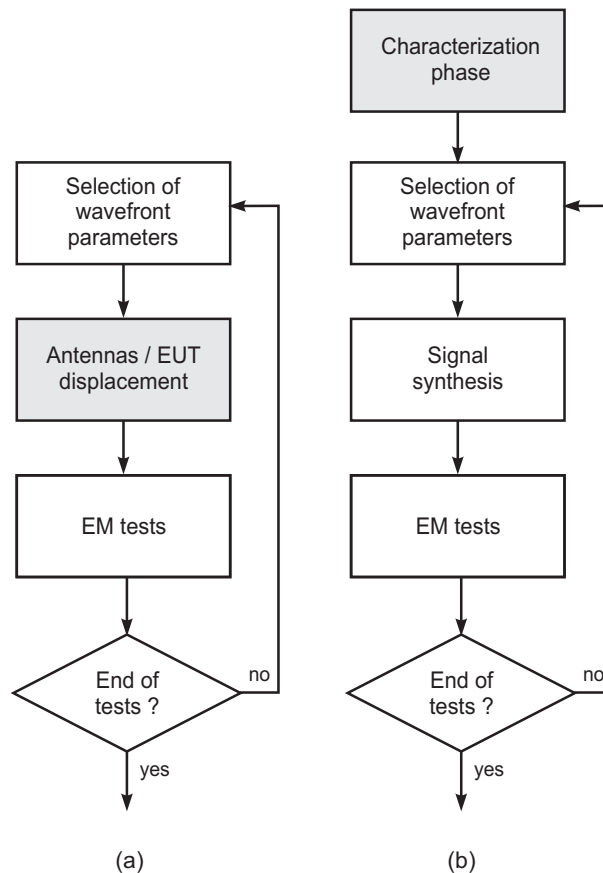 Selection of
wavefront
parameters
Antennas / EUT
displacement
EM tests
End of
tests ?
no
yes
(a)
Characterization
phase
Selection of
wavefront
parameters
Signal
synthesis
EM tests
End of
tests ?
no
yes
(b)